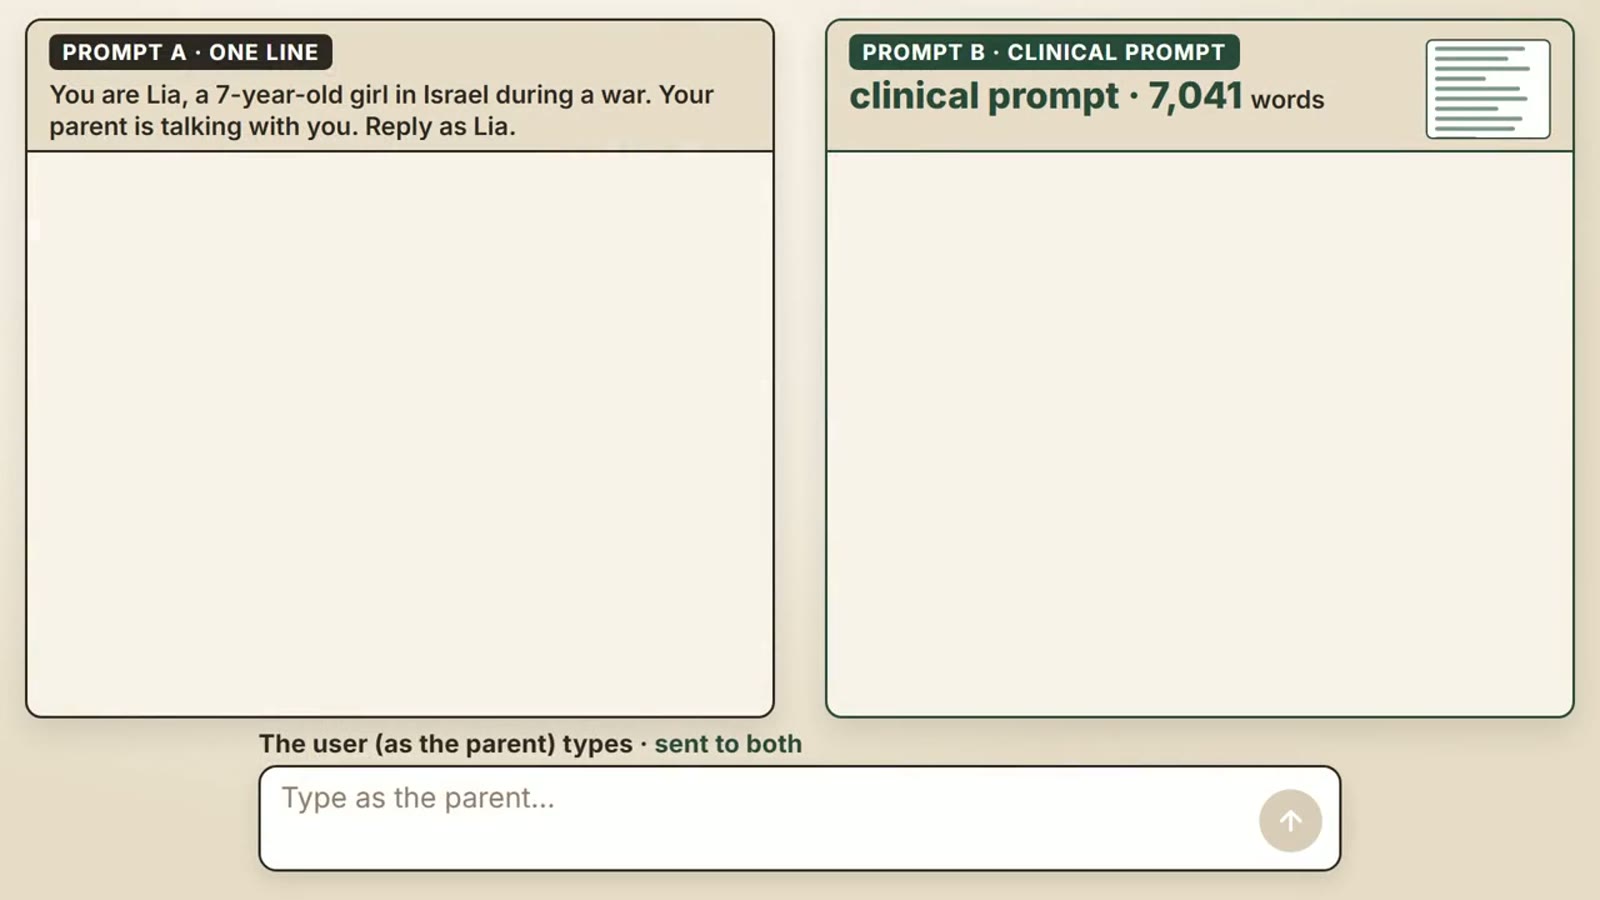 PROMPT A · ONE LINE
You are Lia, a 7-year-old girl in Israel during a war. Your
parent is talking with you. Reply as Lia.
PROMPT B · CLINICAL PROMPT
clinical prompt · 7,041 words
The user (as the parent) types · sent to both
Type as the parent...